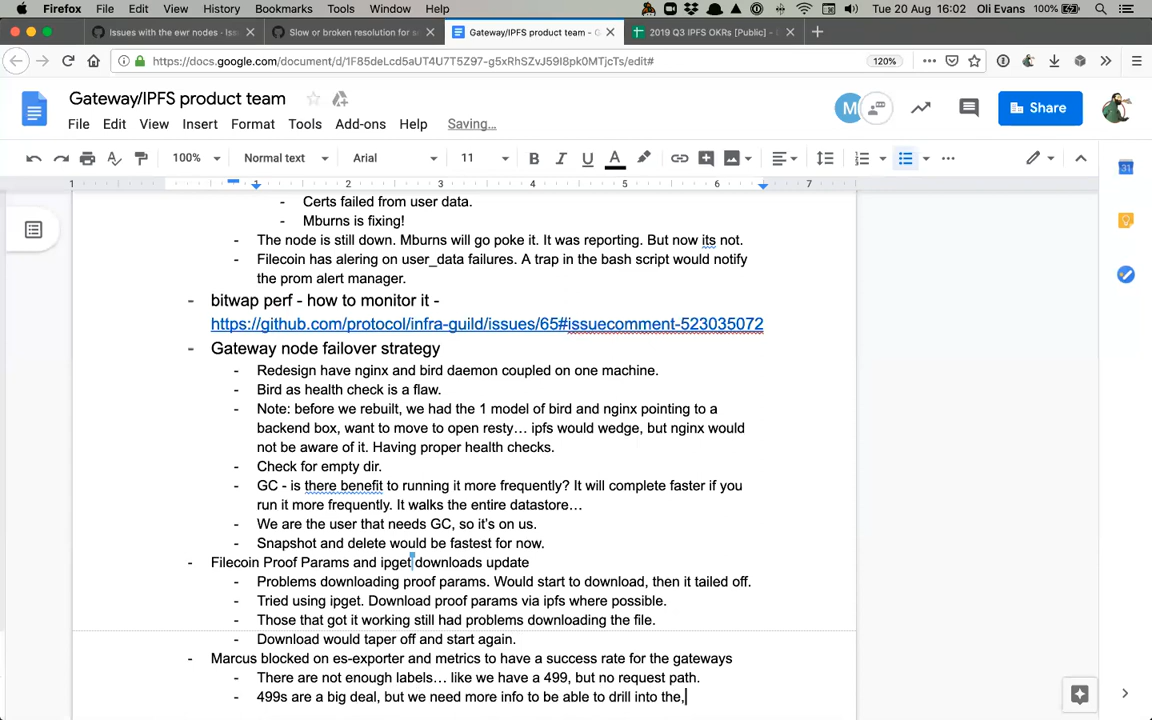 Firefox File Edit View History Bookmarks Tools Window Help 100% Tue 20 Aug 16:02 Oli Evans
Issues with the ewr nodes · Iss Slow or broken resolution for s Gateway/IPFS product team - G 2019 Q3 IPFS OKRs [Public] -
https://docs.google.com/document/d/1F85deLcd5aUT4U7T5Z97-g5xRhSZvJ59I8pk0MTjcTs/edit# 120%
Gateway/IPFS product team
M
Share
File Edit View Insert Format Tools Add-ons Help Saving…
100% Normal text Arial 11 B I U A
1 1 2 3 4 5 6 7
31
- Certs failed from user data.
- Mburns is fixing!
- The node is still down. Mburns will go poke it. It was reporting. But now its not.
- Filecoin has alering on user_data failures. A trap in the bash script would notify
the prom alert manager.
- bitwap perf - how to monitor it -
https://github.com/protocol/infra-guild/issues/65#issuecomment-523035072
- Gateway node failover strategy
- Redesign have nginx and bird daemon coupled on one machine.
- Bird as health check is a flaw.
- Note: before we rebuilt, we had the 1 model of bird and nginx pointing to a
backend box, want to move to open resty… ipfs would wedge, but nginx would
not be aware of it. Having proper health checks.
- Check for empty dir.
- GC - is there benefit to running it more frequently? It will complete faster if you
run it more frequently. It walks the entire datastore…
- We are the user that needs GC, so it's on us.
- Snapshot and delete would be fastest for now.
- Filecoin Proof Params and ipget downloads update
- Problems downloading proof params. Would start to download, then it tailed off.
- Tried using ipget. Download proof params via ipfs where possible.
- Those that got it working still had problems downloading the file.
- Download would taper off and start again.
- Marcus blocked on es-exporter and metrics to have a success rate for the gateways
- There are not enough labels… like we have a 499, but no request path.
- 499s are a big deal, but we need more info to be able to drill into the,